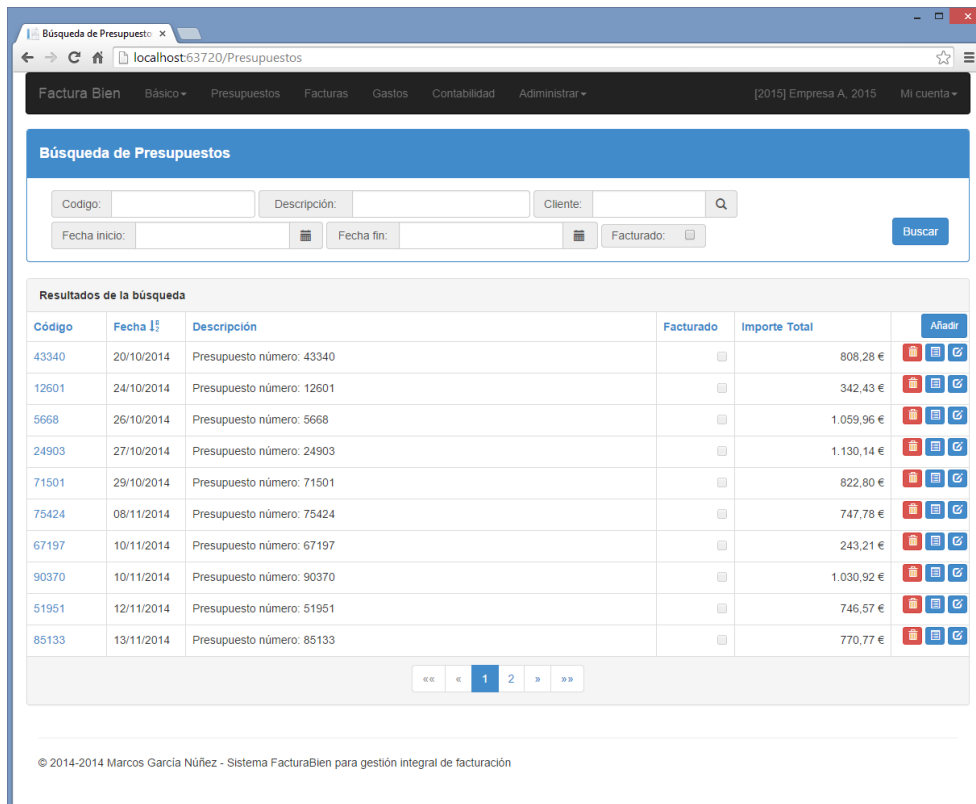 Búsqueda de Presupuesto
localhost:63720/Presupuestos
Factura Bien Básico Presupuestos Facturas Gastos Contabilidad Adiministrar [2015] Empresa A, 2015 Mi cuenta
Búsqueda de Presupuestos
Codigo: Descripción: Cliente:
Fecha inicio: Fecha fin: Facturado: Buscar
Resultados de la búsqueda
Código Fecha Descripción Facturado Importe Total Añadir
43340 20/10/2014 Presupuesto número: 43340 808,28 €
12601 24/10/2014 Presupuesto número: 12601 342,43 €
5668 26/10/2014 Presupuesto número: 5668 1.059,96 €
24903 27/10/2014 Presupuesto número: 24903 1.130,14 €
71501 29/10/2014 Presupuesto número: 71501 822,80 €
75424 08/11/2014 Presupuesto número: 75424 747,78 €
67197 10/11/2014 Presupuesto número: 67197 243,21 €
90370 10/11/2014 Presupuesto número: 90370 1.030,92 €
51951 12/11/2014 Presupuesto número: 51951 746,57 €
85133 13/11/2014 Presupuesto número: 85133 770,77 €
«« « 1 2 » »»
© 2014-2014 Marcos García Núñez - Sistema FacturaBien para gestión integral de facturación